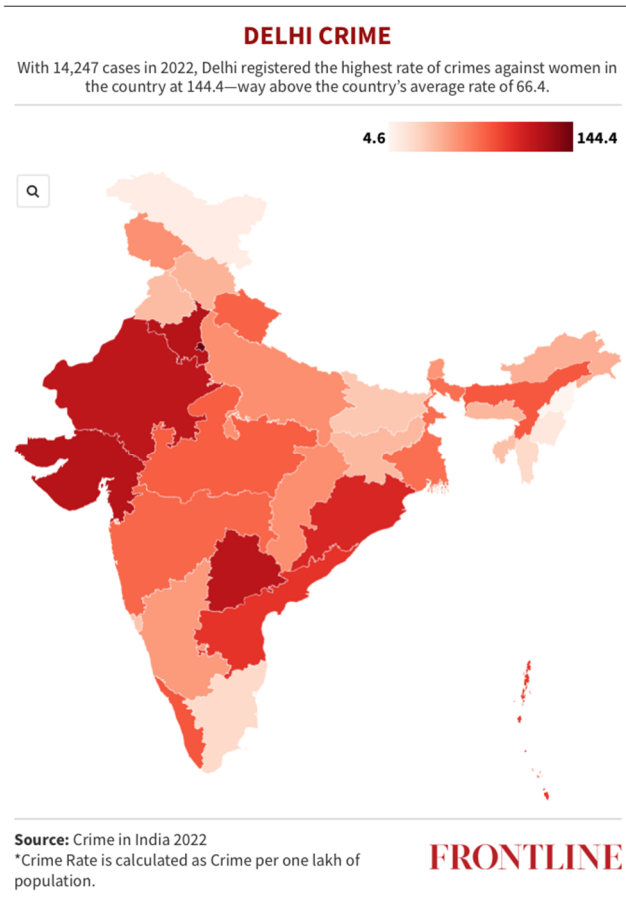 DELHI CRIME
With 14,247 cases in 2022, Delhi registered the highest rate of crimes against women in
the country at 144.4—way above the country's average rate of 66.4.
4.6
144.4
Source: Crime in India 2022
*Crime Rate is calculated as Crime per one lakh of
population.
FRONTLINE